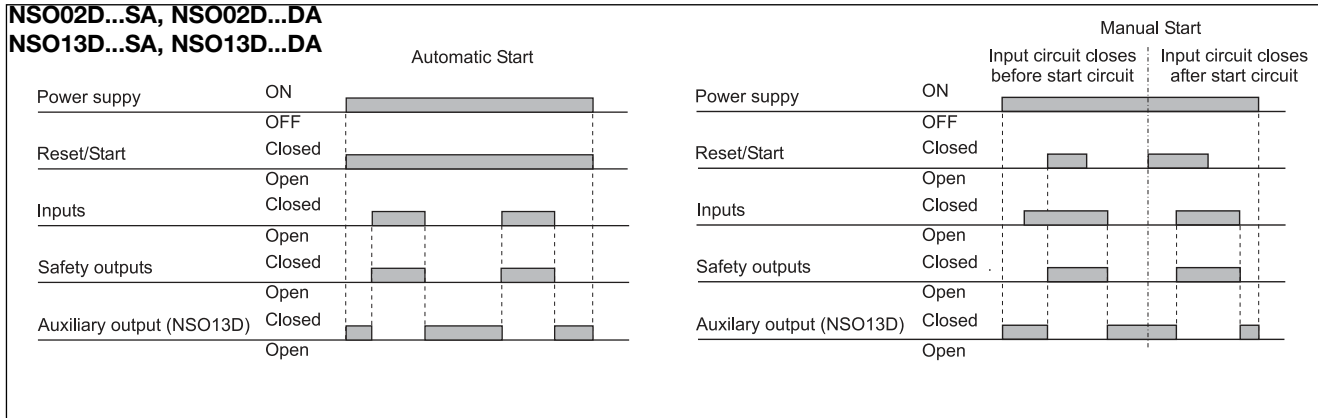 NSO02D...SA, NSO02D...DA
NSO13D...SA, NSO13D...DA
Automatic Start
Power suppy ON
OFF
Reset/Start Closed
Open
Inputs Closed
Open
Safety outputs Closed
Open
Auxiliary output (NSO13D) Closed
Open
Manual Start
Input circuit closes before start circuit
Input circuit closes after start circuit
Power suppy ON
OFF
Reset/Start Closed
Open
Inputs Closed
Open
Safety outputs Closed
Open
Auxilary output (NSO13D) Closed
Open